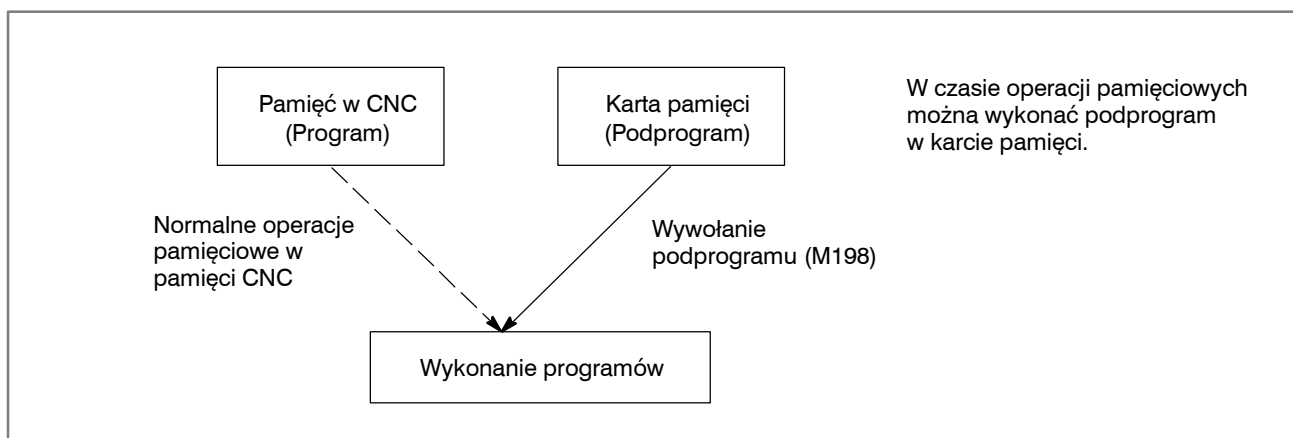 Pamięć w CNC
(Program)
Karta pamięci
(Podprogram)
W czasie operacji pamięciowych
można wykonać podprogram
w karcie pamięci.
Normalne operacje
pamięciowe w
pamięci CNC
Wywołanie
podprogramu (M198)
Wykonanie programów